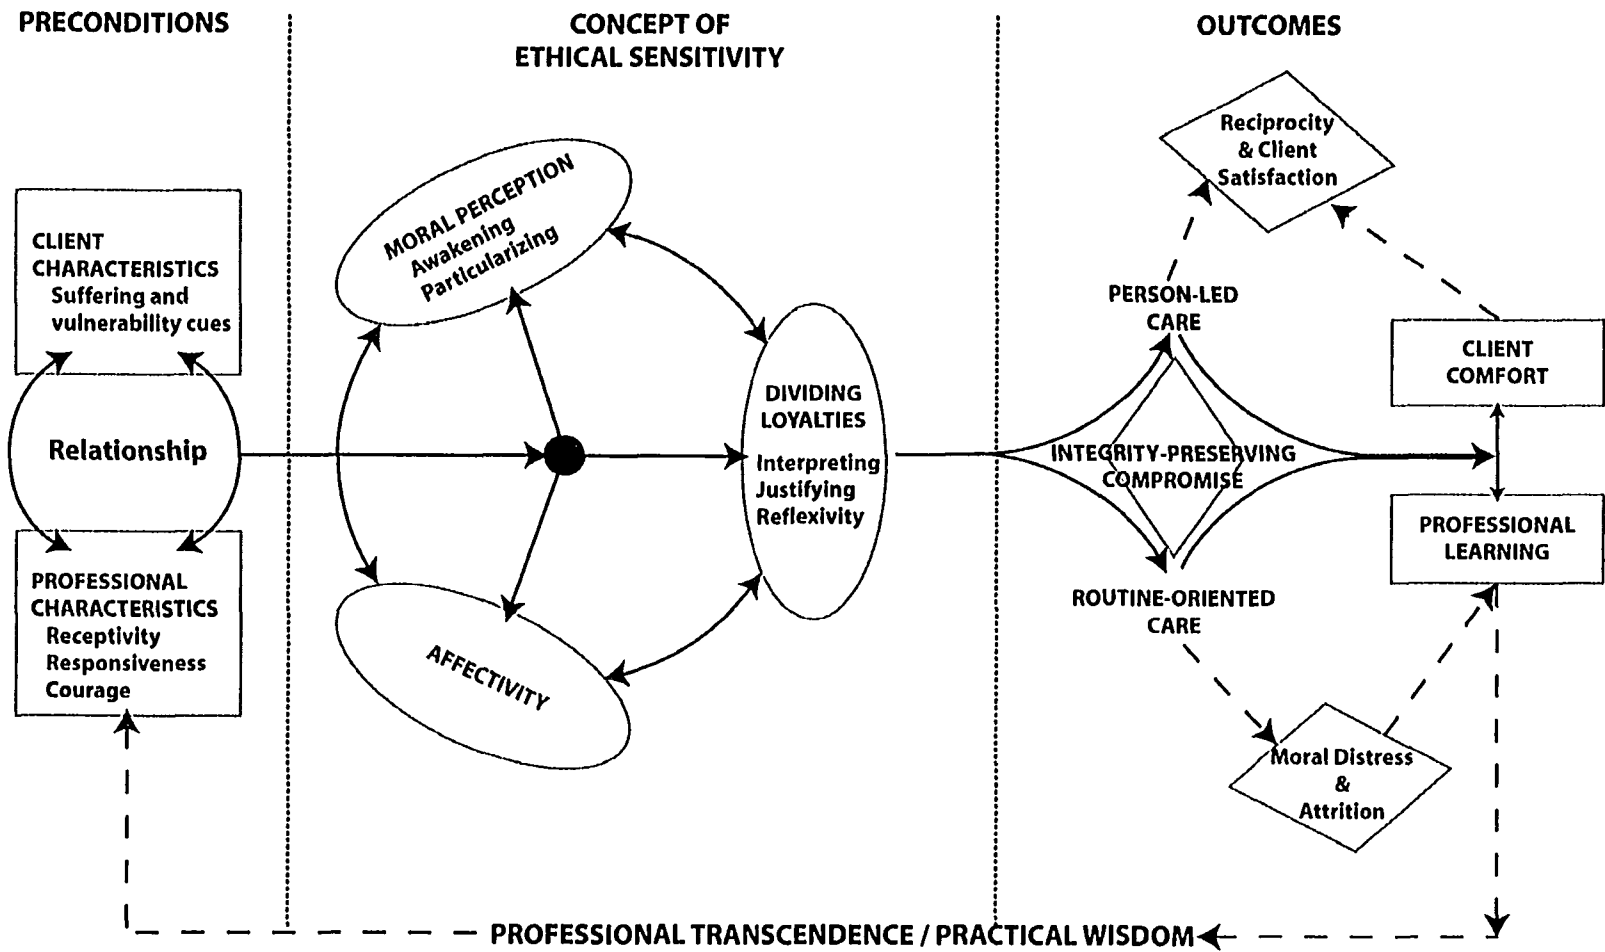 PRECONDITIONS
CONCEPT OF
ETHICAL SENSITIVITY
OUTCOMES
CLIENT
CHARACTERISTICS
Suffering and
vulnerability cues
Relationship
PROFESSIONAL
CHARACTERISTICS
Receptivity
Responsiveness
Courage
MORAL PERCEPTION
Awakening
Particularizing
AFFECTIVITY
DIVIDING
LOYALTIES
Interpreting
Justifying
Reflexivity
Reciprocity
& Client
Satisfaction
PERSON-LED
CARE
INTEGRITY-PRESERVING
COMPROMISE
ROUTINE-ORIENTED
CARE
CLIENT
COMFORT
PROFESSIONAL
LEARNING
Moral Distress
&
Attrition
PROFESSIONAL TRANSCENDENCE / PRACTICAL WISDOM